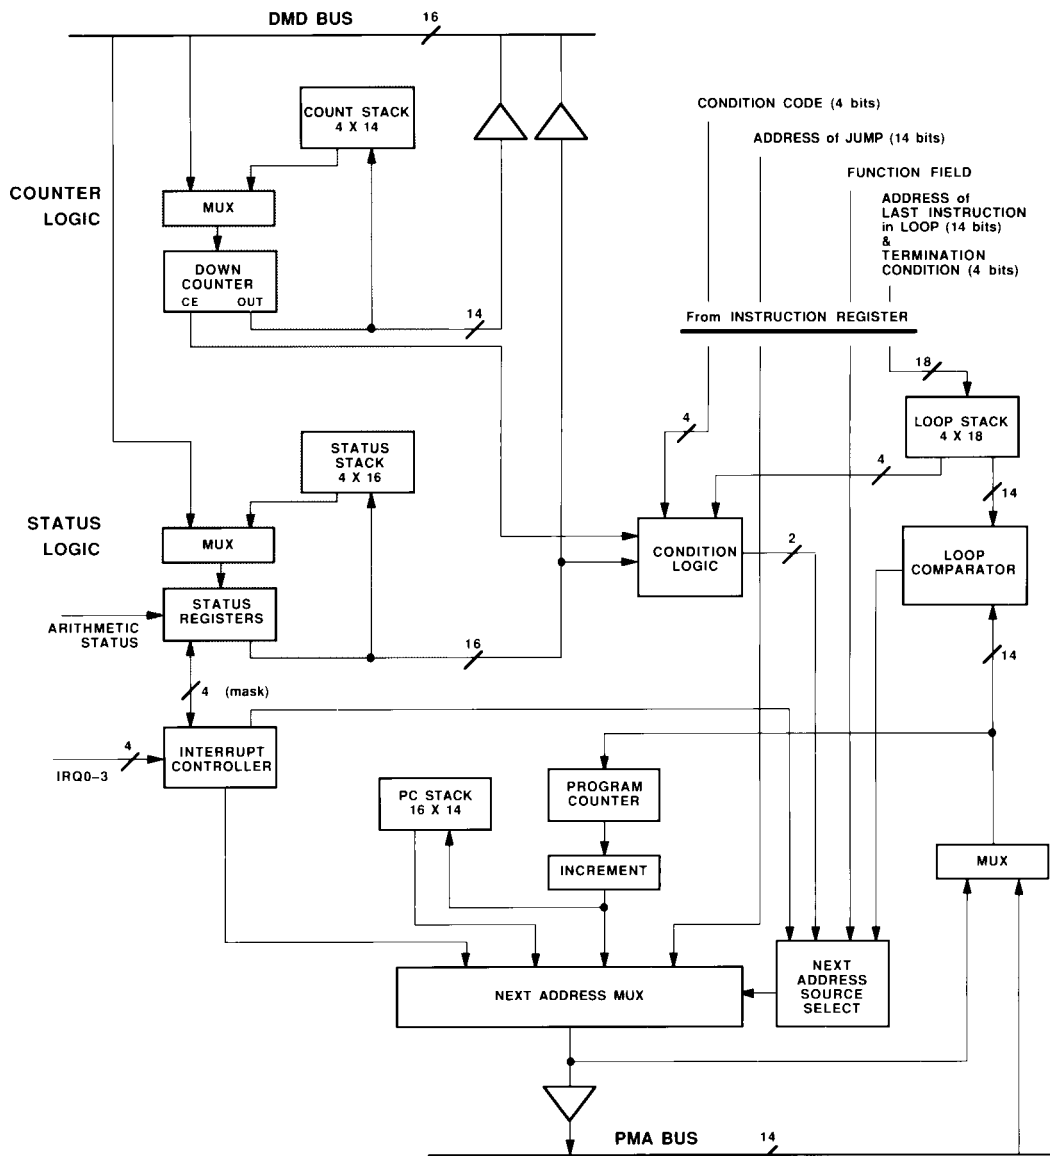 DMD BUS
16
COUNT STACK
4 X 14
CONDITION CODE (4 bits)
ADDRESS of JUMP (14 bits)
FUNCTION FIELD
ADDRESS of
LAST INSTRUCTION
in LOOP (14 bits)
&
TERMINATION
CONDITION (4 bits)
COUNTER
LOGIC
MUX
DOWN
COUNTER
CE OUT
14
From INSTRUCTION REGISTER
18
LOOP STACK
4 X 18
4
4
14
STATUS
STACK
4 X 16
STATUS
LOGIC
MUX
CONDITION
LOGIC
2
LOOP
COMPARATOR
STATUS
REGISTERS
ARITHMETIC
STATUS
16
14
4 (mask)
4
IRQ0-3
INTERRUPT
CONTROLLER
PC STACK
16 X 14
PROGRAM
COUNTER
INCREMENT
MUX
NEXT ADDRESS MUX
NEXT
ADDRESS
SOURCE
SELECT
PMA BUS
14